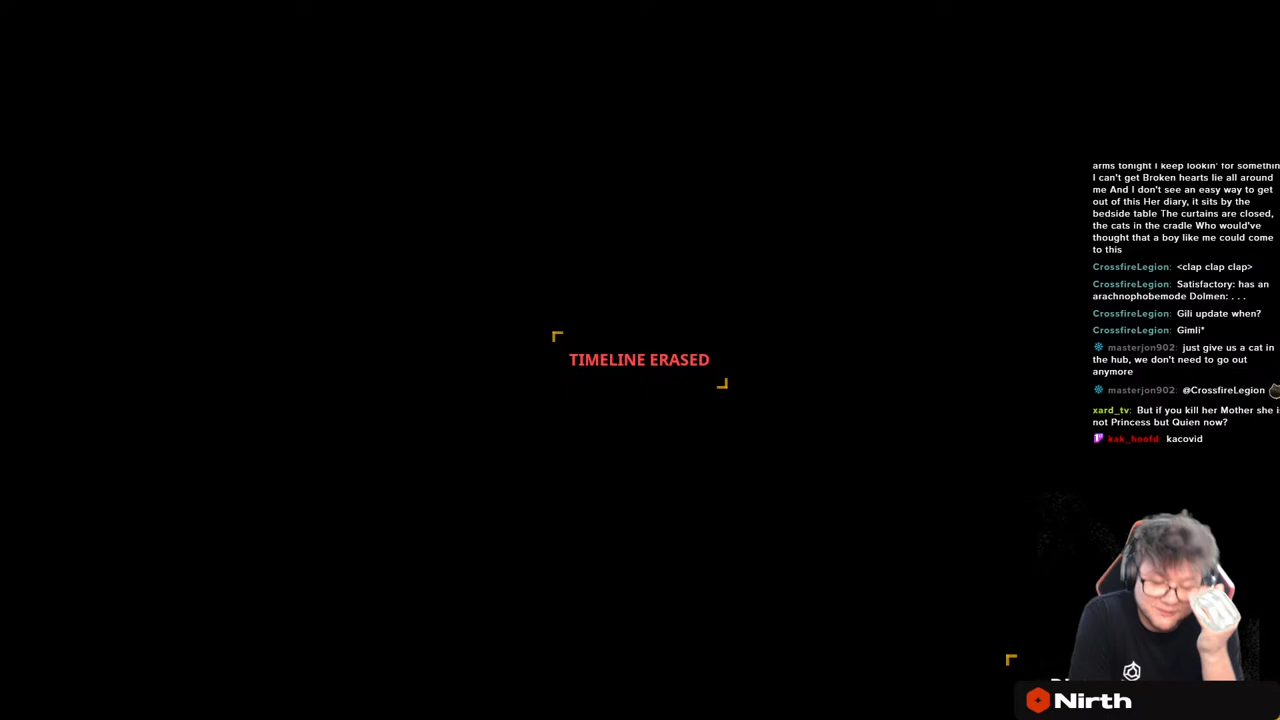 arms tonight I keep lookin' for somethin
I can't get Broken hearts lie all around
me And I don't see an easy way to get
out of this Her diary, it sits by the
bedside table The curtains are closed,
the cats in the cradle Who would've
thought that a boy like me could come
to this
CrossfireLegion: <clap clap clap>
CrossfireLegion: Satisfactory: has an
arachnophobemode Dolmen: . . .
CrossfireLegion: Gili update when?
CrossfireLegion: Gimli*
masterjon902: just give us a cat in
the hub, we don't need to go out
anymore
masterjon902: @CrossfireLegion
xard_tv: But if you kill her Mother she is
not Princess but Quien now?
kak_hoofd: kacovid
TIMELINE ERASED
Nirth